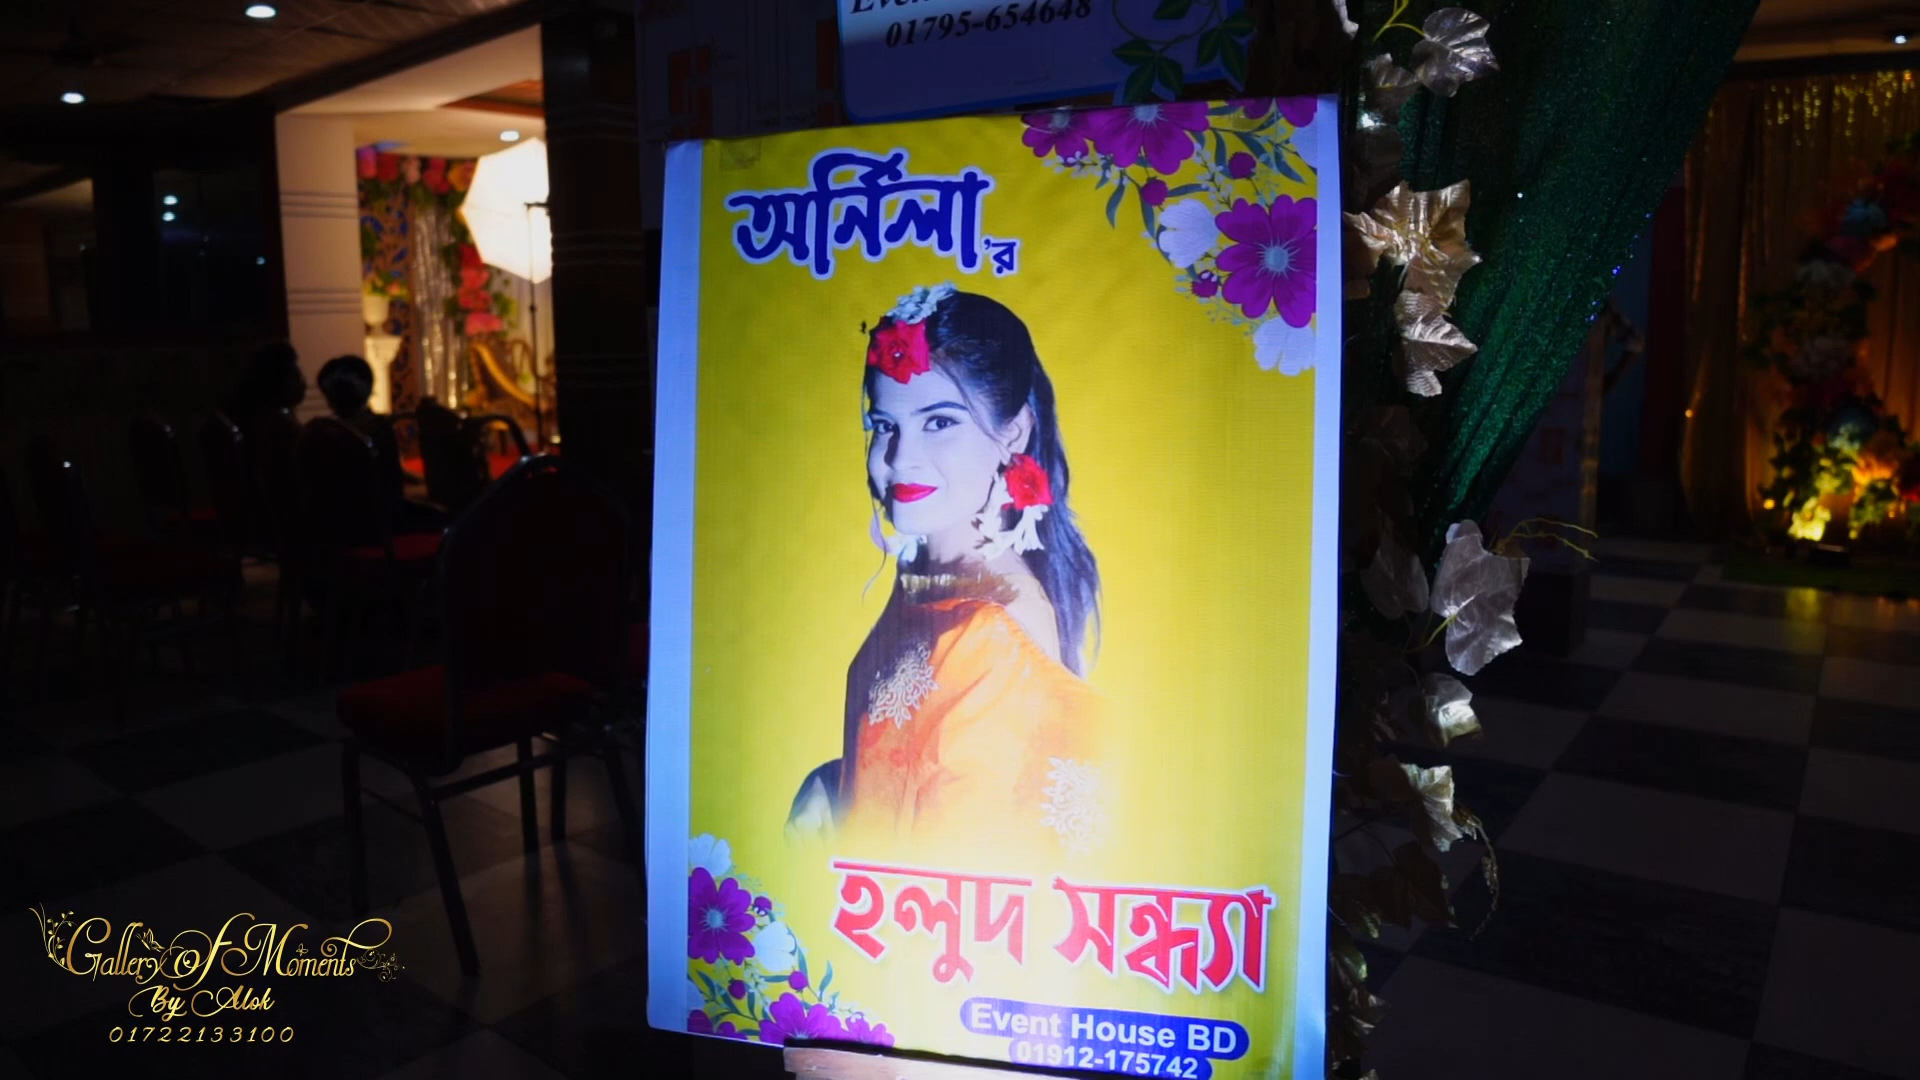 01795-654648
অর্নিলা'র
হলুদ সন্ধ্যা
Event House BD
01912-175742
Gallery Of Moments
By Alok
01722133100